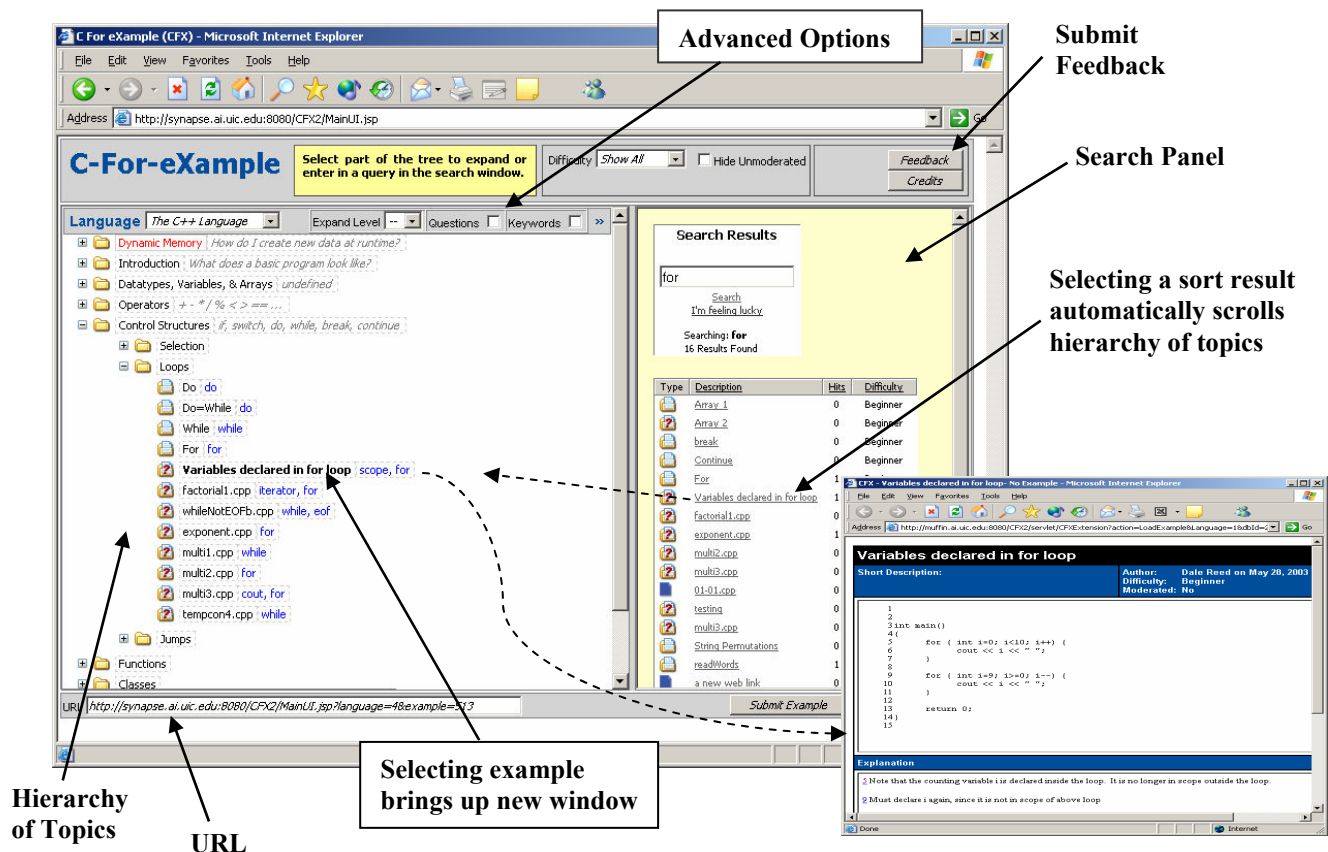 Advanced Options
Submit
Feedback
Search Panel
Selecting a sort result
automatically scrolls
hierarchy of topics
C For eXample (CFX) - Microsoft Internet Explorer
File Edit View Favorites Tools Help
Address http://synapse.ai.uic.edu:8080/CFX2/MainUI.jsp Go
C-For-eXample
Select part of the tree to expand or
enter in a query in the search window.
Difficulty Show All Hide Unmoderated
Feedback
Credits
Language The C++ Language Expand Level -- Questions Keywords »
Dynamic Memory How do I create new data at runtime?
Introduction What does a basic program look like?
Datatypes, Variables, & Arrays undefined
Operators + - * / % < > == ...
Control Structures if, switch, do, while, break, continue
Selection
Loops
Do do
Do=While do
While while
For for
Variables declared in for loop scope, for
factorial1.cpp iterator, for
whileNotEOFb.cpp while, eof
exponent.cpp for
multi1.cpp while
multi2.cpp for
multi3.cpp cout, for
tempcon4.cpp while
Jumps
Functions
Classes
URL http://synapse.ai.uic.edu:8080/CFX2/MainUI.jsp?language=4&example=513
Submit Example
Search Results
for
Search
I'm feeling lucky
Searching: for
16 Results Found
Type Description Hits Difficulty
Array 1 0 Beginner
Array 2 0 Beginner
break 0 Beginner
Continue 0 Beginner
For 1
Variables declared in for loop 1
factorial1.cpp 0
exponent.cpp 1
multi2.cpp 0
multi3.cpp 0
01-01.cpp 0
testing 0
multi3.cpp 0
String Permutations 0
readWords 1
a new web link 0
CFX - Variables declared in for loop- No Example - Microsoft Internet Explorer
File Edit View Favorites Tools Help
Address http://muffin.ai.uic.edu:8080/CFX2/servlet/CFXExtension?action=LoadExample&Language=1&dbId=2 Go
Variables declared in for loop
Short Description:
Author: Dale Reed on May 28, 2003
Difficulty: Beginner
Moderated: No
1
2
3 int main()
4 {
5 for ( int i=0; i<10; i++) {
6 cout << i << " ";
7 }
8
9 for ( int i=9; i>=0; i--) {
10 cout << i << " ";
11 }
12
13 return 0;
14 }
15
Explanation
5 Note that the counting variable i is declared inside the loop. It is no longer in scope outside the loop.
9 Must declare i again, since it is not in scope of above loop
Done Internet
Selecting example
brings up new window
Hierarchy
of Topics
URL